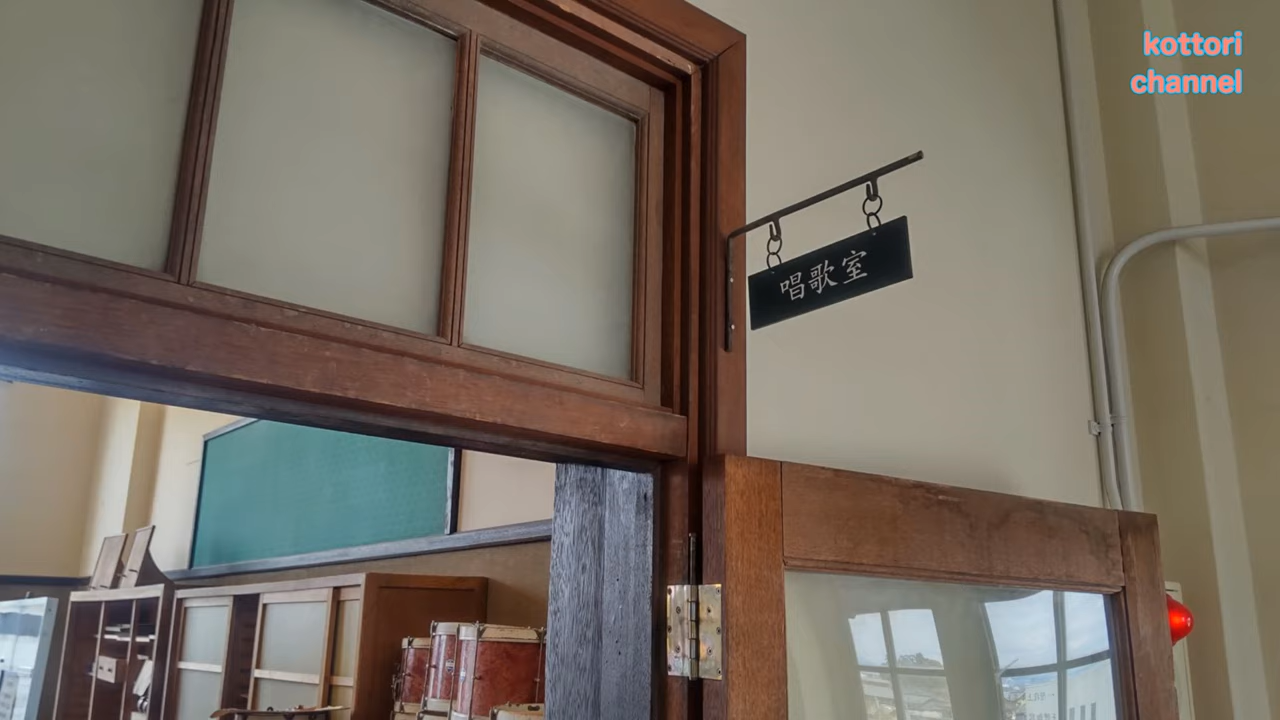 kottori
channel
唱歌室